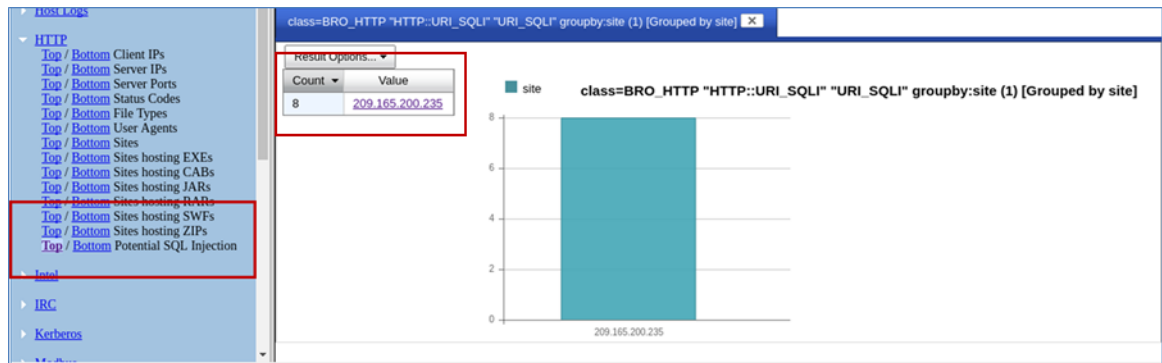 Host Logs
HTTP
Top / Bottom Client IPs
Top / Bottom Server IPs
Top / Bottom Server Ports
Top / Bottom Status Codes
Top / Bottom File Types
Top / Bottom User Agents
Top / Bottom Sites
Top / Bottom Sites hosting EXEs
Top / Bottom Sites hosting CABs
Top / Bottom Sites hosting JARs
Top / Bottom Sites hosting RARs
Top / Bottom Sites hosting SWFs
Top / Bottom Sites hosting ZIPs
Top / Bottom Potential SQL Injection
Intel
IRC
Kerberos
Modbus
class=BRO_HTTP "HTTP::URI_SQLI" "URI_SQLI" groupby:site (1) [Grouped by site]
Result Options...
Count Value
8 209.165.200.235
site
class=BRO_HTTP "HTTP::URI_SQLI" "URI_SQLI" groupby:site (1) [Grouped by site]
8
6
4
2
0
209.165.200.235